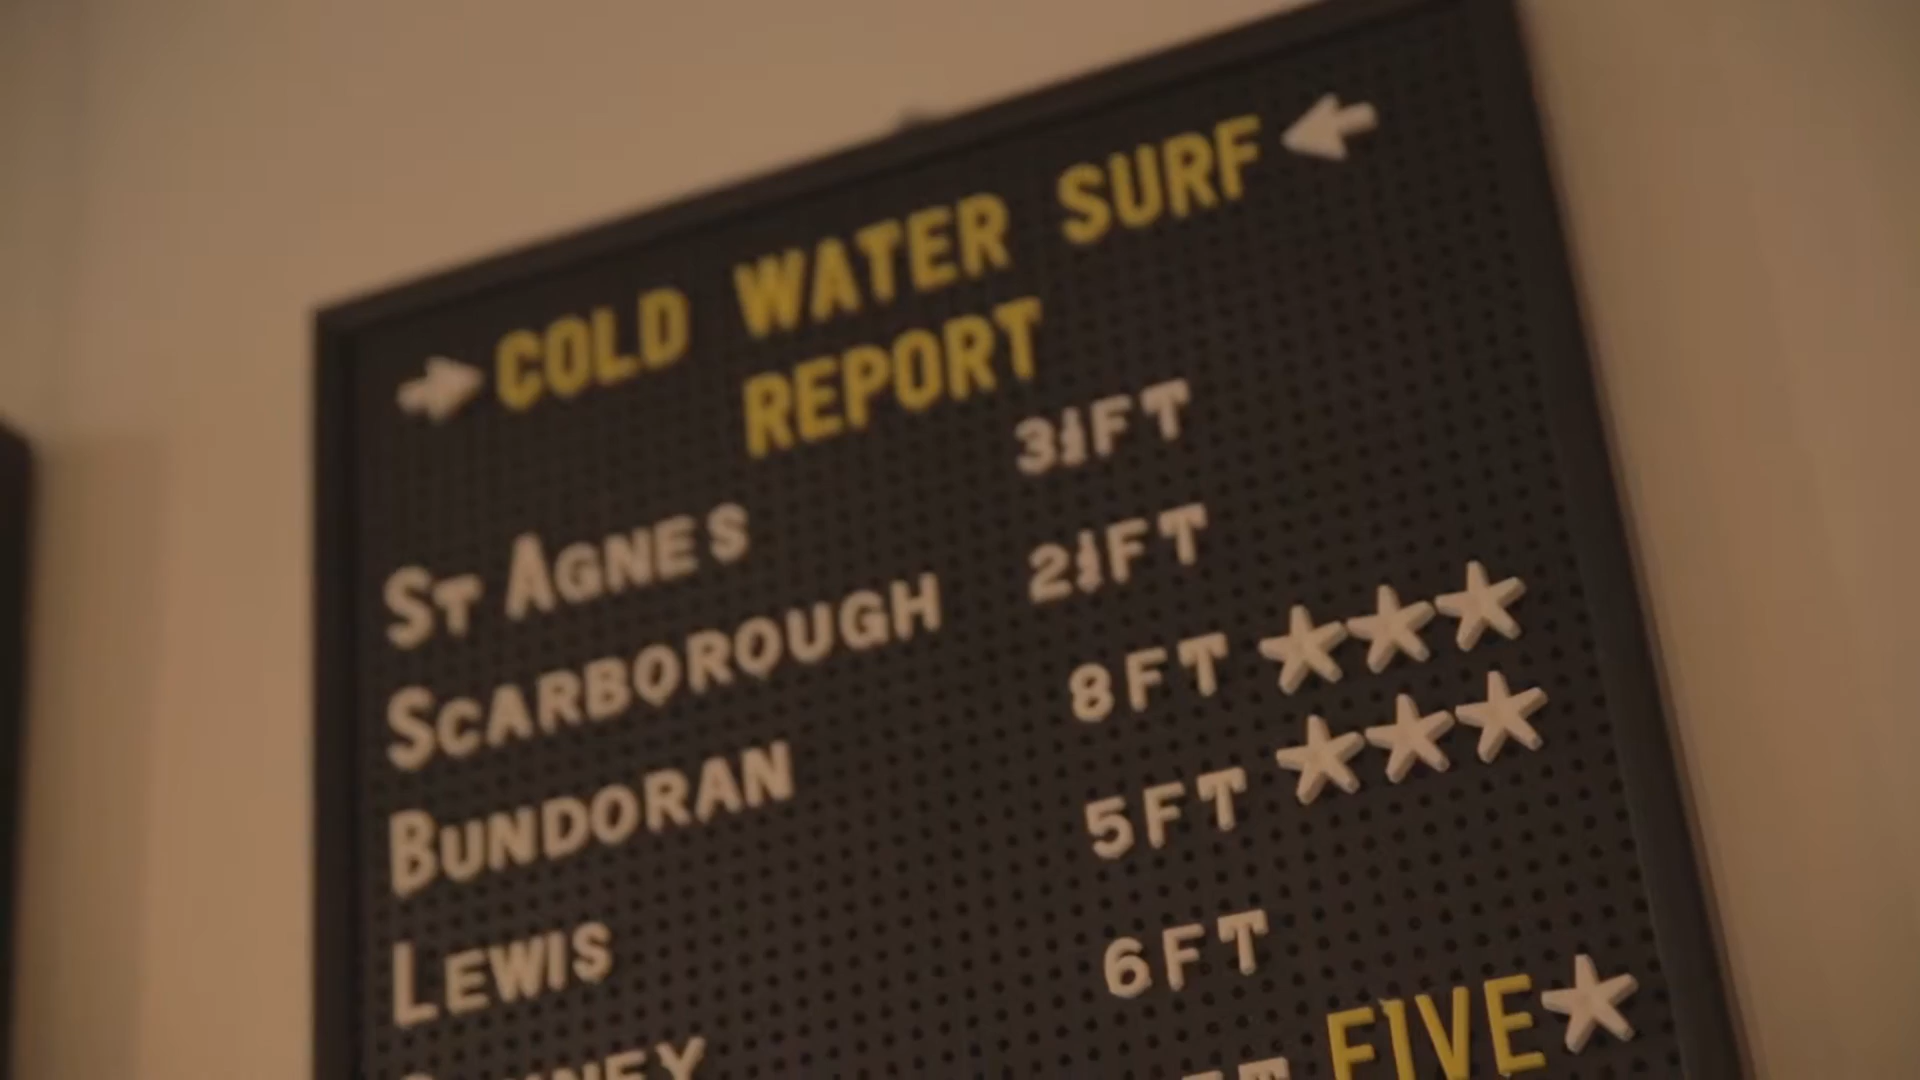 →COLD WATER SURF←
REPORT
ST AGNES 3½FT
SCARBOROUGH 2½FT
BUNDORAN 8FT ★★★
LEWIS 5FT ★★★
6FT
FIVE★